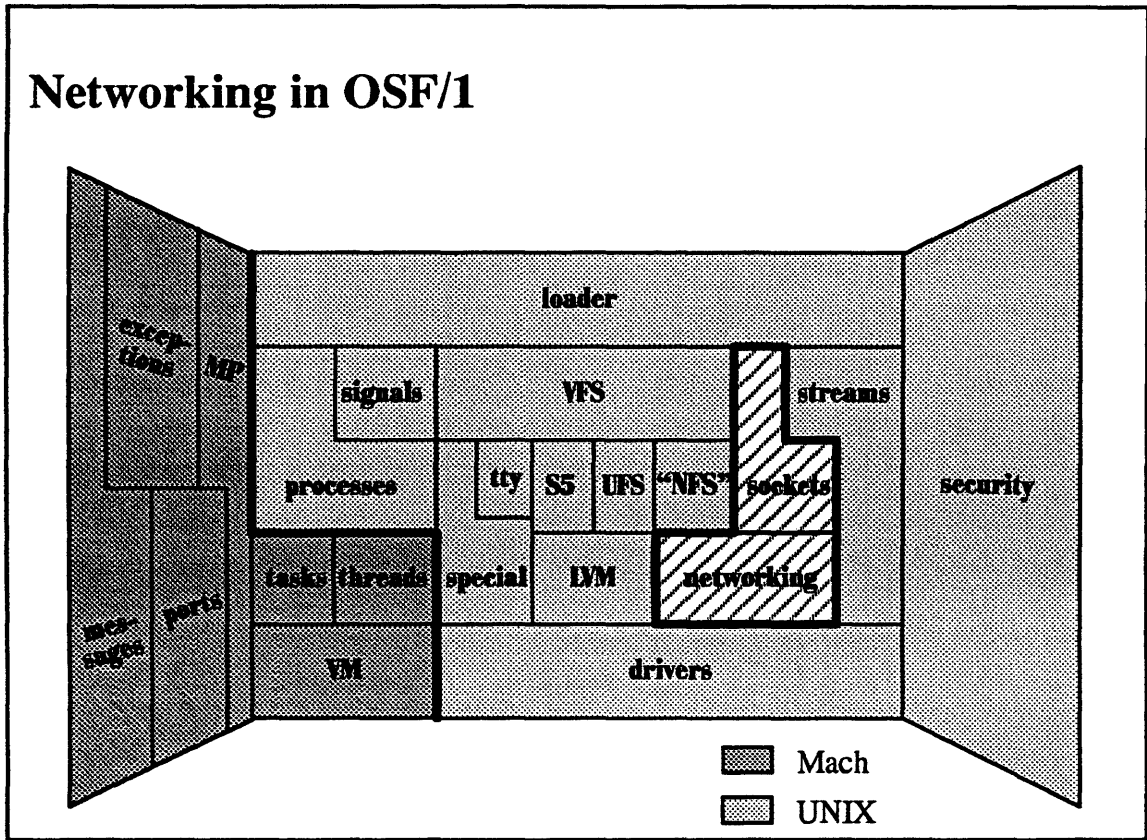 Networking in OSF/1
loader
excep-
tions
MP
signals
VFS
streams
processes
tty
S5
UFS
“NFS”
sockets
security
tasks
threads
special
LVM
networking
mes-
sages
ports
VM
drivers
Mach
UNIX